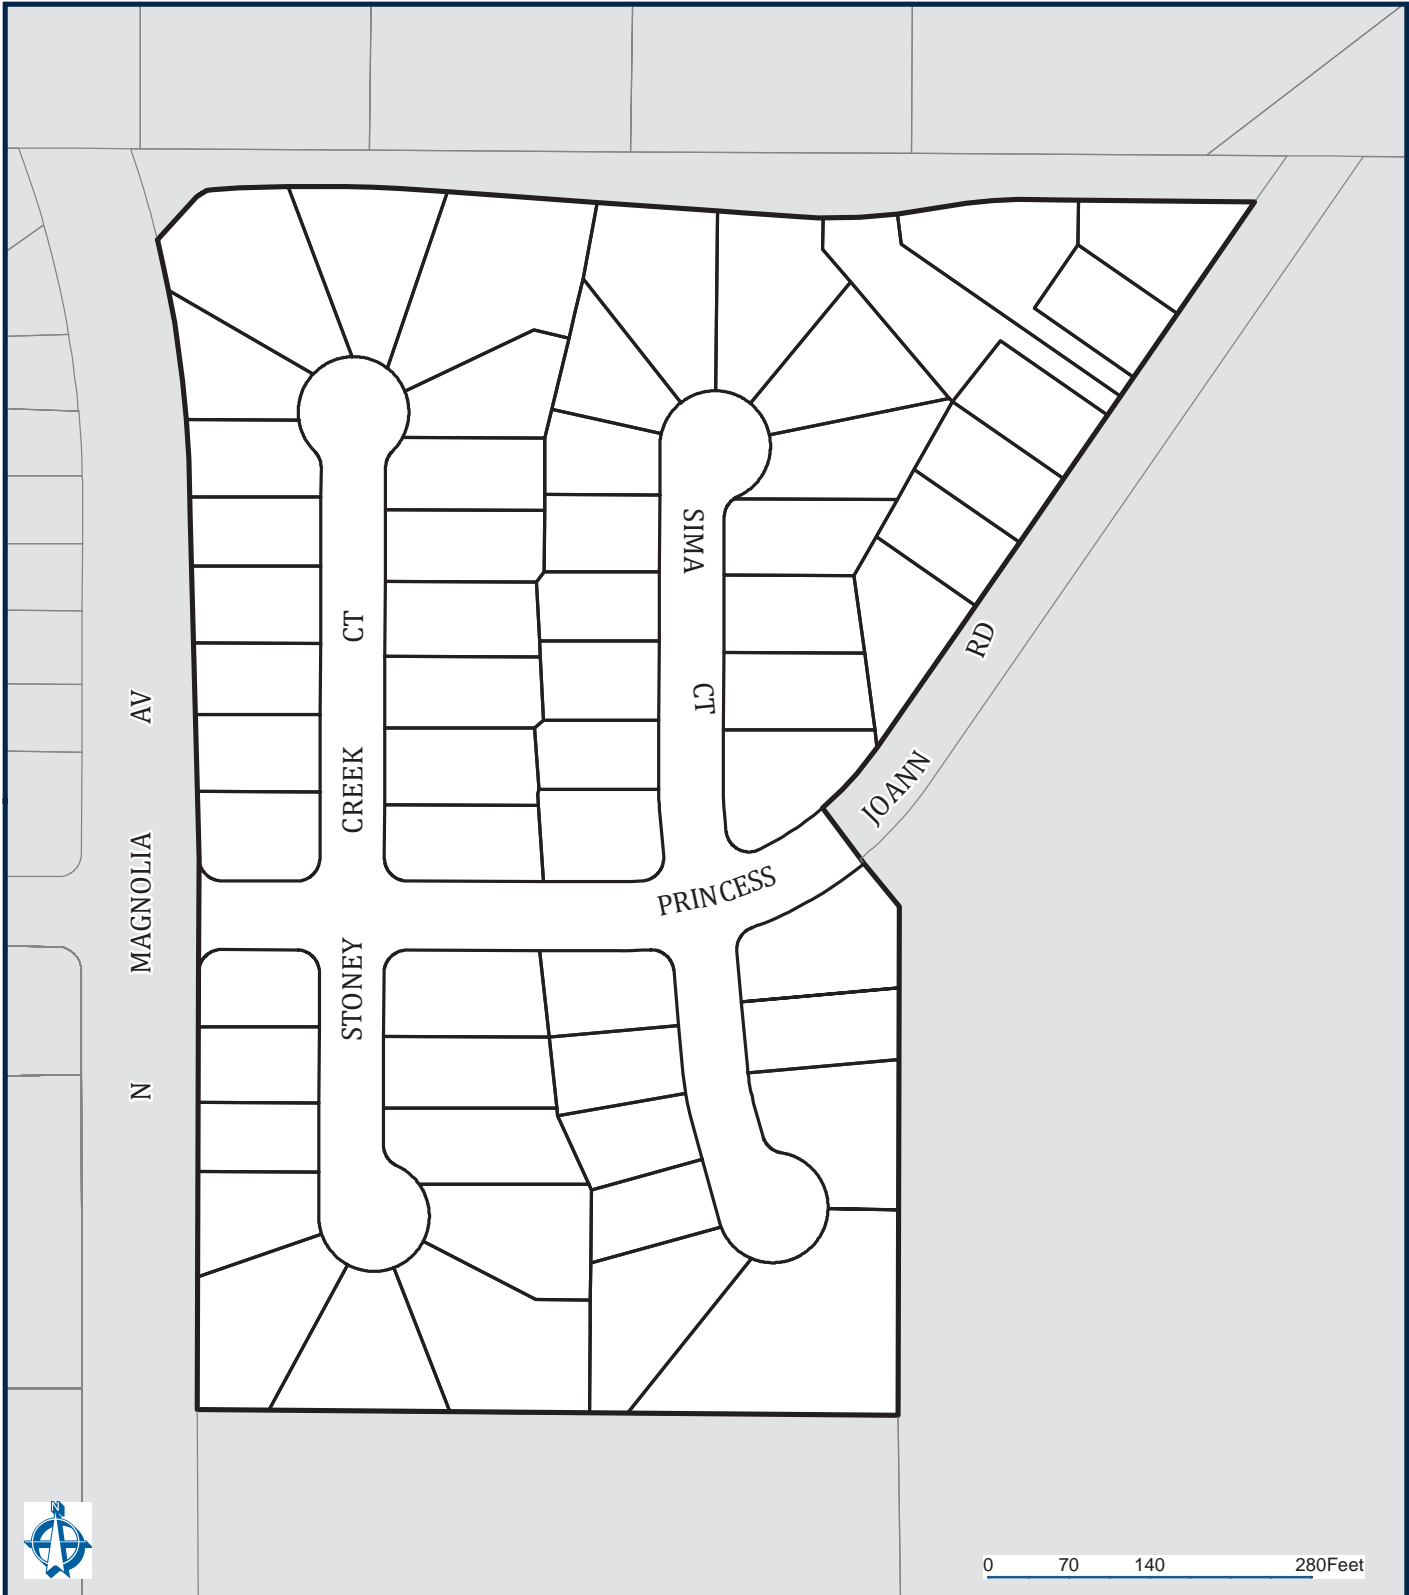 SIMA
CT
CT
RD
AV
CREEK
JOANN
MAGNOLIA
PRINCESS
STONEY
N
N
0 70 140 280Feet